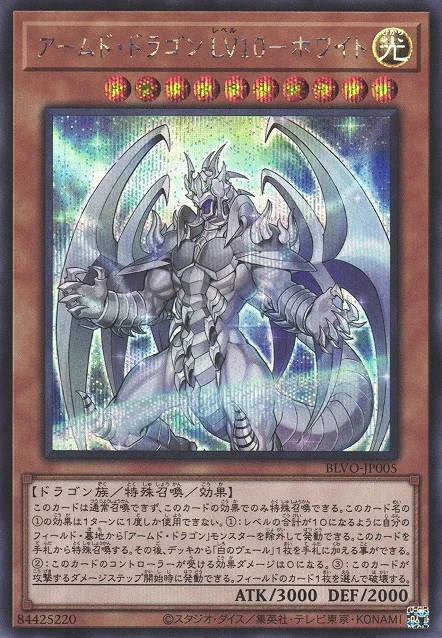 アームド・ドラゴン LV10－ホワイト
レベル
光
ひかり
BLVO-JP005
【ドラゴン族／特殊召喚／効果】
このカードは通常召喚できず、このカードの効果でのみ特殊召喚できる。このカード名の
①の効果は1ターンに1度しか使用できない。①：レベルの合計が10になるように自分の
フィールド・墓地から「アームド・ドラゴン」モンスターを除外して発動できる。このカードを
手札から特殊召喚する。その後、デッキから「白のヴェール」1枚を手札に加える事ができる。
②：このカードのコントローラーが受ける効果ダメージは0になる。③：このカードが
攻撃するダメージステップ開始時に発動できる。フィールドのカード1枚を選んで破壊する。
ATK/3000 DEF/2000
84425220
©スタジオ・ダイス／集英社・テレビ東京・KONAMI